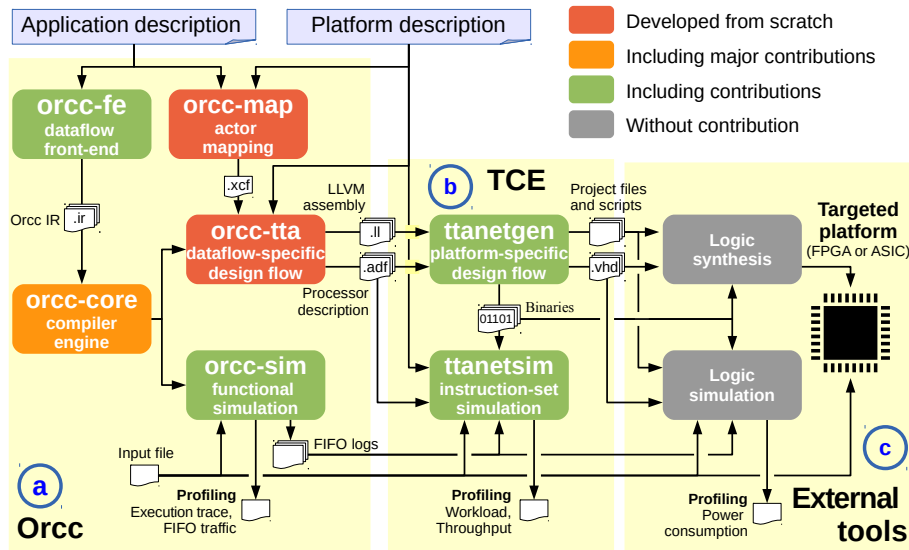 Application description
Platform description
Developed from scratch
Including major contributions
Including contributions
Without contribution
orcc-fe
dataflow
front-end
orcc-map
actor
mapping
.xcf
Orcc IR
.ir
LLVM
assembly
.ll
orcc-tta
dataflow-specific
design flow
.adf
Processor
description
orcc-core
compiler
engine
orcc-sim
functional
simulation
FIFO logs
Input file
Profiling
Execution trace,
FIFO traffic
a
Orcc
b
TCE
ttanetgen
platform-specific
design flow
Project files
and scripts
.vhd
01101
Binaries
ttanetsim
instruction-set
simulation
Profiling
Workload,
Throughput
Logic
synthesis
Targeted
platform
(FPGA or ASIC)
Logic
simulation
Profiling
Power
consumption
c
External
tools